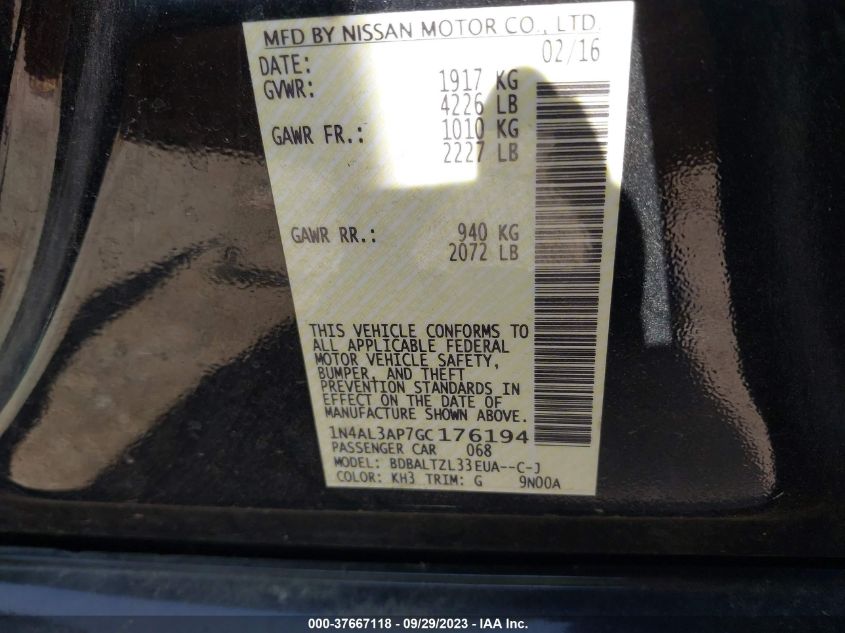 MFD BY NISSAN MOTOR CO., LTD.
DATE: 02/16
GVWR: 1917 KG
4226 LB
GAWR FR.: 1010 KG
2227 LB
GAWR RR.: 940 KG
2072 LB
THIS VEHICLE CONFORMS TO
ALL APPLICABLE FEDERAL
MOTOR VEHICLE SAFETY,
BUMPER, AND THEFT
PREVENTION STANDARDS IN
EFFECT ON THE DATE OF
MANUFACTURE SHOWN ABOVE.
1N4AL3AP7GC176194
PASSENGER CAR 068
MODEL: BDBALTZL33EUA--C-J
COLOR: KH3 TRIM: G 9N00A
000-37667118 - 09/29/2023 - IAA Inc.